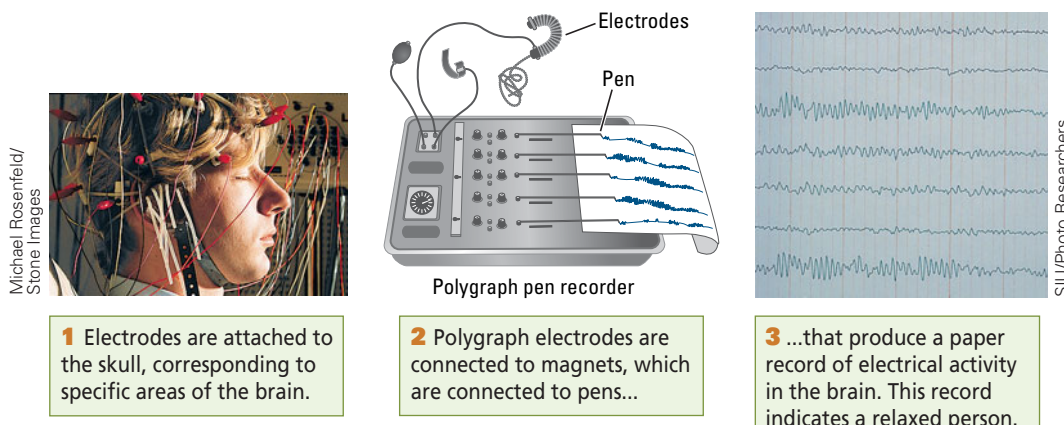 Michael Rosenfeld/
Stone Images
Electrodes
Pen
Polygraph pen recorder
SIU/Photo Researchers
1 Electrodes are attached to
the skull, corresponding to
specific areas of the brain.
2 Polygraph electrodes are
connected to magnets, which
are connected to pens...
3 ...that produce a paper
record of electrical activity
in the brain. This record
indicates a relaxed person.